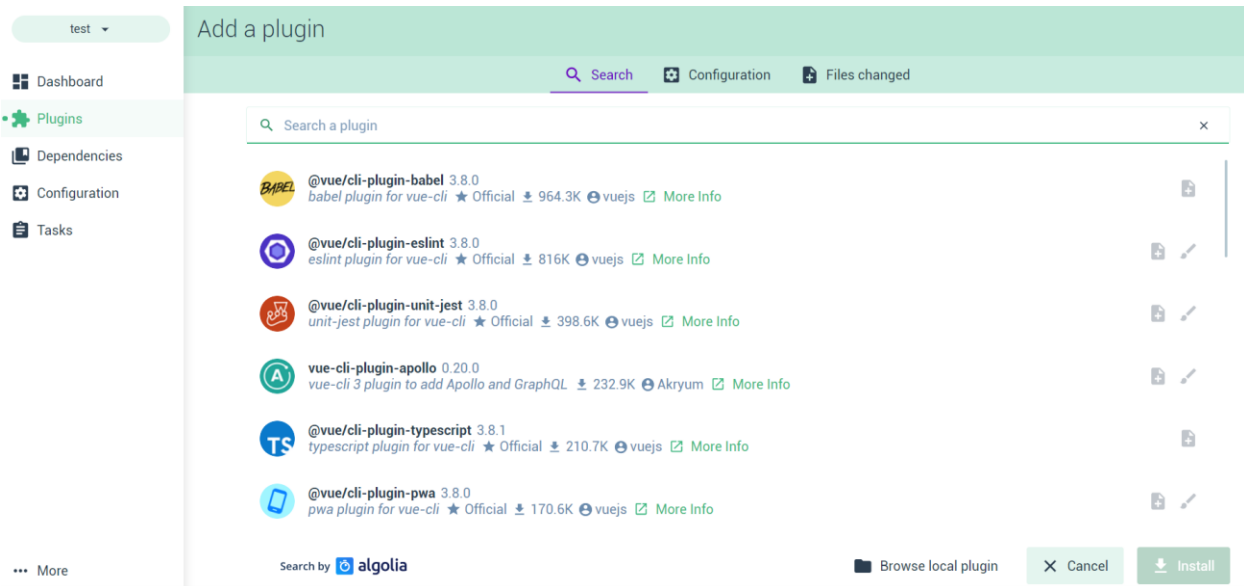 test
Add a plugin
Search
Configuration
Files changed
Dashboard
Plugins
Dependencies
Configuration
Tasks
More
Search a plugin
BABEL
@vue/cli-plugin-babel 3.8.0
babel plugin for vue-cli Official 964.3K vuejs More Info
@vue/cli-plugin-eslint 3.8.0
eslint plugin for vue-cli Official 816K vuejs More Info
@vue/cli-plugin-unit-jest 3.8.0
unit-jest plugin for vue-cli Official 398.6K vuejs More Info
A
vue-cli-plugin-apollo 0.20.0
vue-cli 3 plugin to add Apollo and GraphQL 232.9K Akryum More Info
TS
@vue/cli-plugin-typescript 3.8.1
typescript plugin for vue-cli Official 210.7K vuejs More Info
@vue/cli-plugin-pwa 3.8.0
pwa plugin for vue-cli Official 170.6K vuejs More Info
Search by algolia
Browse local plugin
Cancel
Install